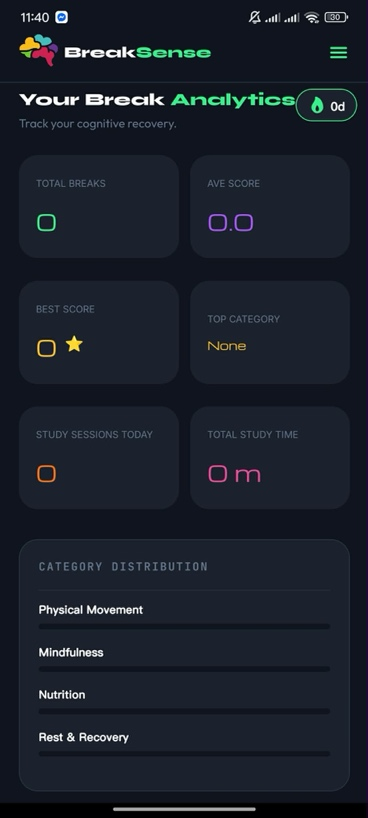 11:40
30
BreakSense
Your Break Analytics
0d
Track your cognitive recovery.
TOTAL BREAKS
AVE SCORE
0
0.0
BEST SCORE
TOP CATEGORY
0
None
STUDY SESSIONS TODAY
TOTAL STUDY TIME
0
0 m
CATEGORY DISTRIBUTION
Physical Movement
Mindfulness
Nutrition
Rest & Recovery